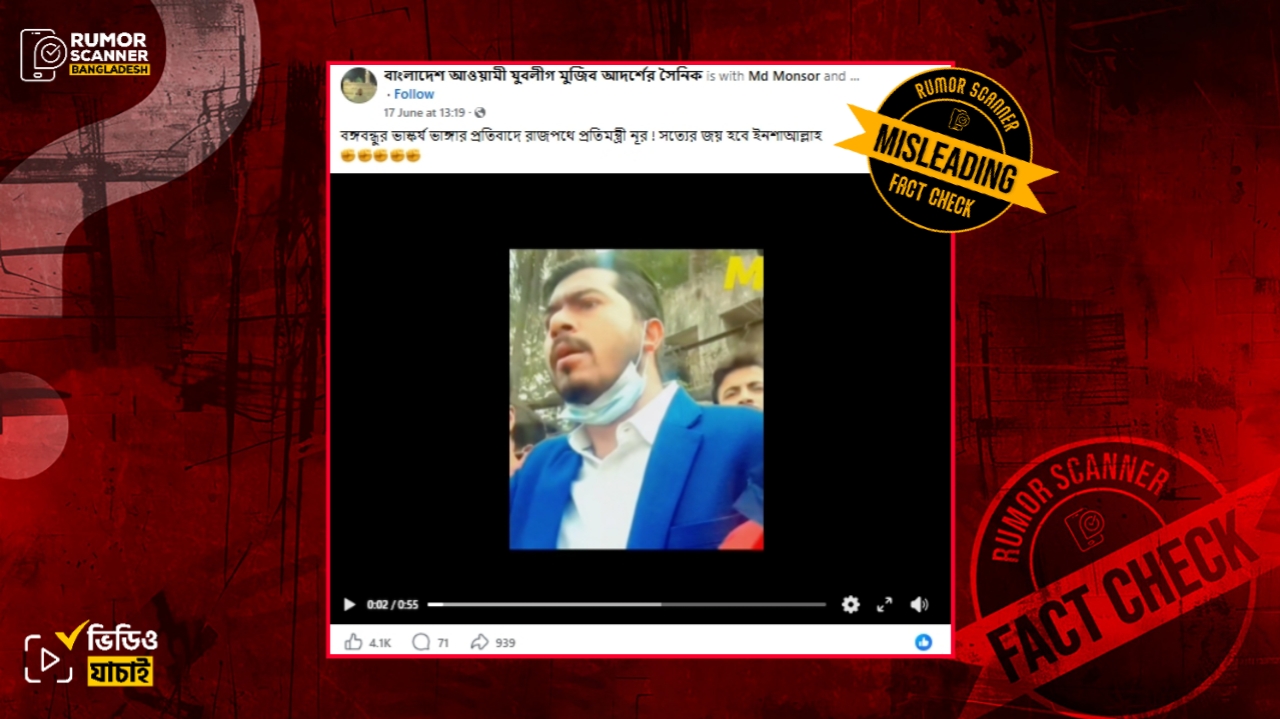 RUMOR
SCANNER
BANGLADESH
বাংলাদেশ আওয়ামী যুবলীগ মুজিব আদর্শের সৈনিক is with Md Monsor and ...
· Follow
17 June at 13:19 ·
বঙ্গবন্ধুর ভাস্কর্য ভাঙ্গার প্রতিবাদে রাজপথে প্রতিমন্ত্রী নূর ! সত্যের জয় হবে ইনশাআল্লাহ
✊✊✊✊✊
RUMOR SCANNER
MISLEADING
FACT CHECK
M
0:02 / 0:55
4.1K 71 939
ভিডিও
যাচাই
RUMOR SCANNER
FACT CHECK